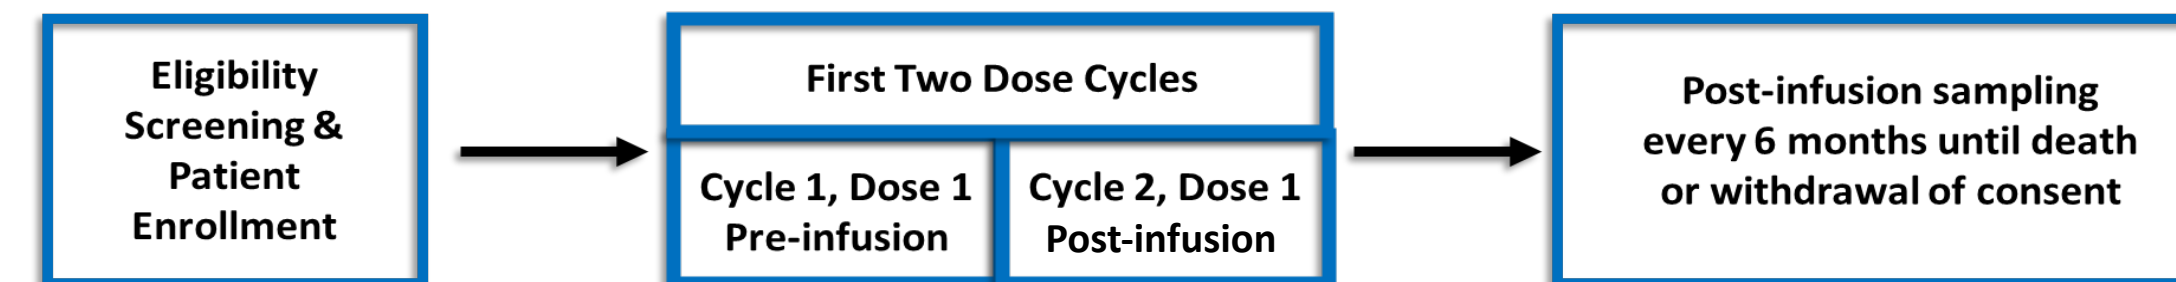 Eligibility
Screening &
Patient
Enrollment
First Two Dose Cycles
Cycle 1, Dose 1
Pre-infusion
Cycle 2, Dose 1
Post-infusion
Post-infusion sampling
every 6 months until death
or withdrawal of consent